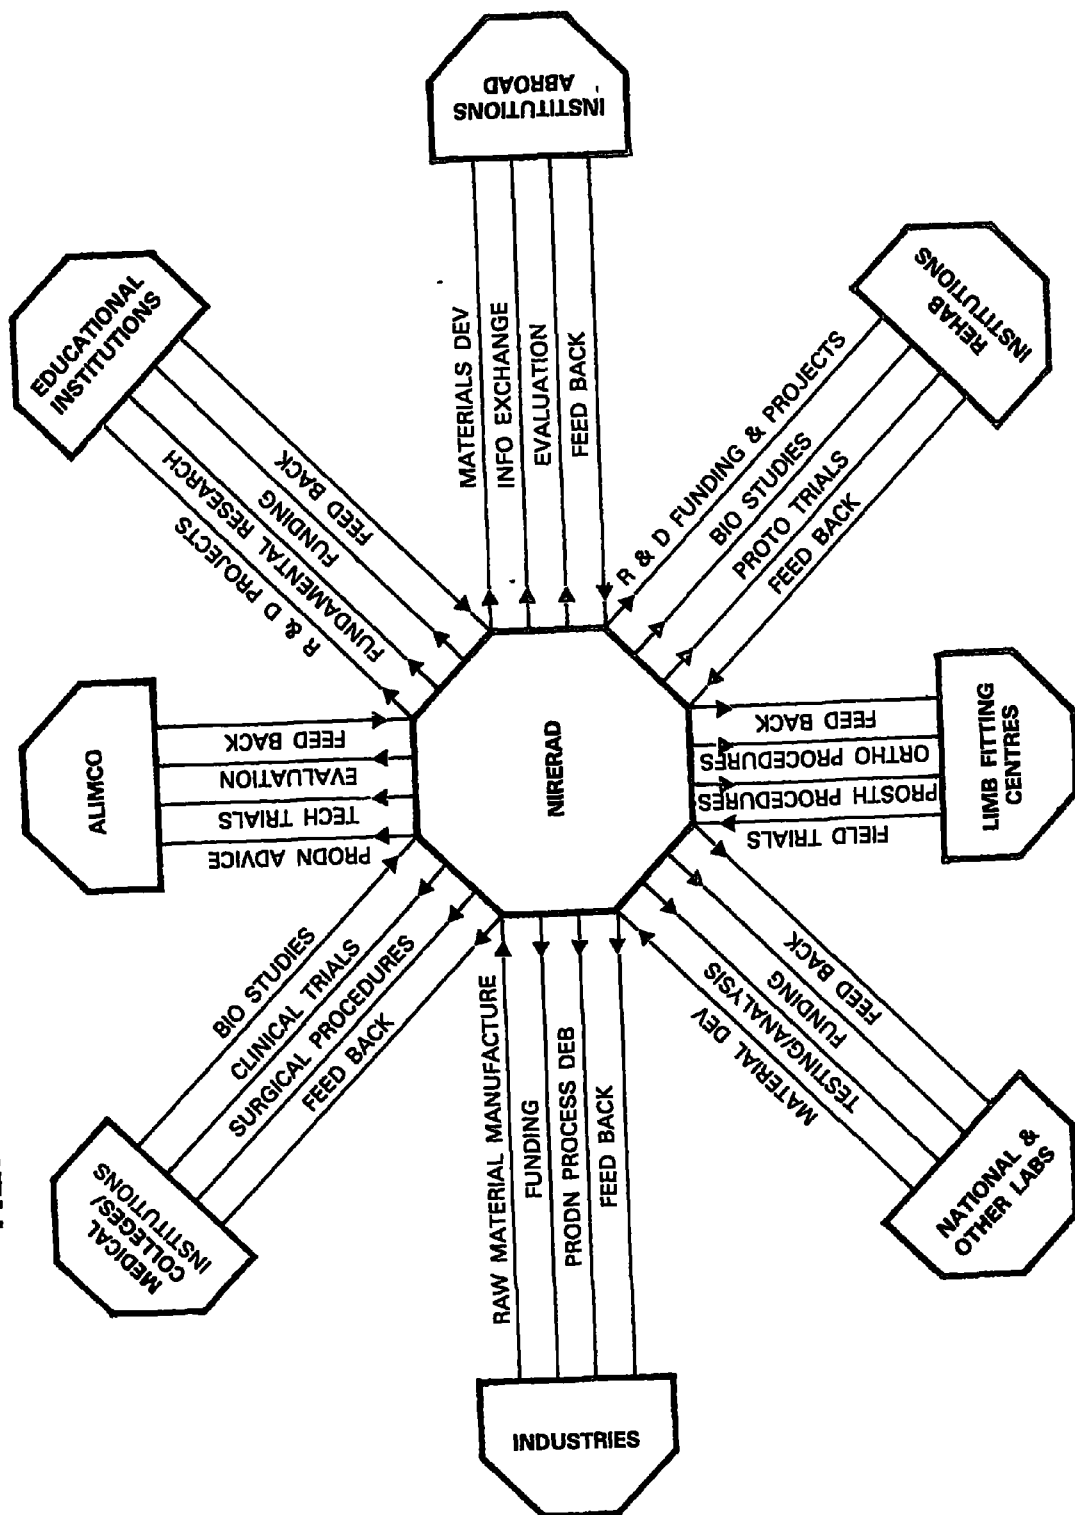 INSTITUTIONS
ABROAD
MATERIALS DEV
INFO EXCHANGE
EVALUATION
FEED BACK
EDUCATIONAL
INSTITUTIONS
R & D PROJECTS
FUNDAMENTAL RESEARCH
FUNDING
FEED BACK
REHAB
INSTITUTIONS
R & D FUNDING & PROJECTS
BIO STUDIES
PROTO TRIALS
FEED BACK
ALIMCO
FEED BACK
EVALUATION
TECH TRIALS
PRODN ADVICE
NIRERAD
LIMB FITTING
CENTRES
FEED BACK
ORTHO PROCEDURES
PROSTH PROCEDURES
FIELD TRIALS
MEDICAL
COLLEGES/
INSTITUTIONS
BIO STUDIES
CLINICAL TRIALS
SURGICAL PROCEDURES
FEED BACK
INDUSTRIES
RAW MATERIAL MANUFACTURE
FUNDING
PRODN PROCESS DEB
FEED BACK
NATIONAL &
OTHER LABS
FEED BACK
FUNDING
TESTING/ANALYSIS
MATERIAL DEV